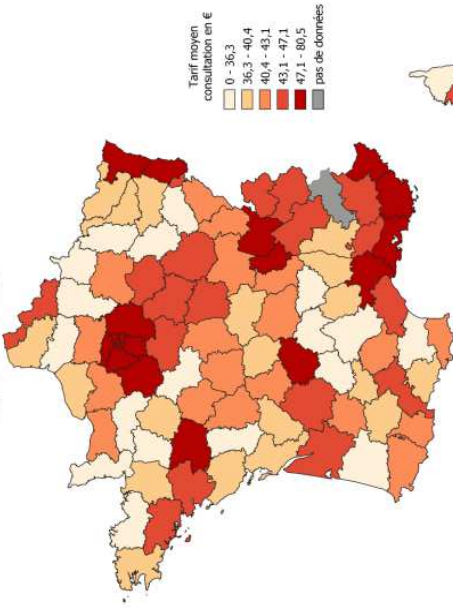 Tarif moyen
consultation en €
0 - 36,3
36,3 - 40,4
40,4 - 43,1
43,1 - 47,1
47,1 - 80,5
pas de données